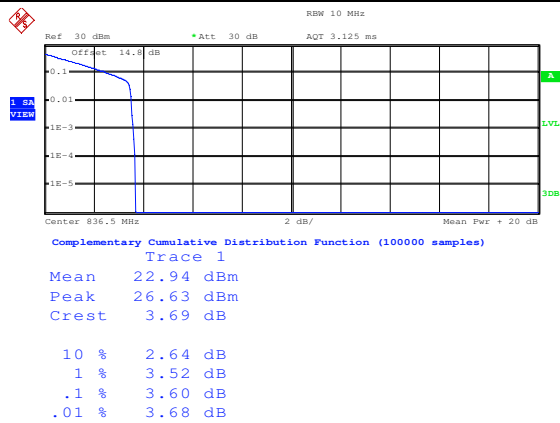 RBW 10 MHz
Ref 30 dBm *Att 30 dB AQT 3.125 ms
Offset 14.8 dB
0.1
A
0.01
1 SA
VIEW
1E-3
LVL
1E-4
1E-5
3DB
Center 836.5 MHz 2 dB/ Mean Pwr + 20 dB
Complementary Cumulative Distribution Function (100000 samples)
Trace 1
Mean 22.94 dBm
Peak 26.63 dBm
Crest 3.69 dB
10 % 2.64 dB
1 % 3.52 dB
.1 % 3.60 dB
.01 % 3.68 dB